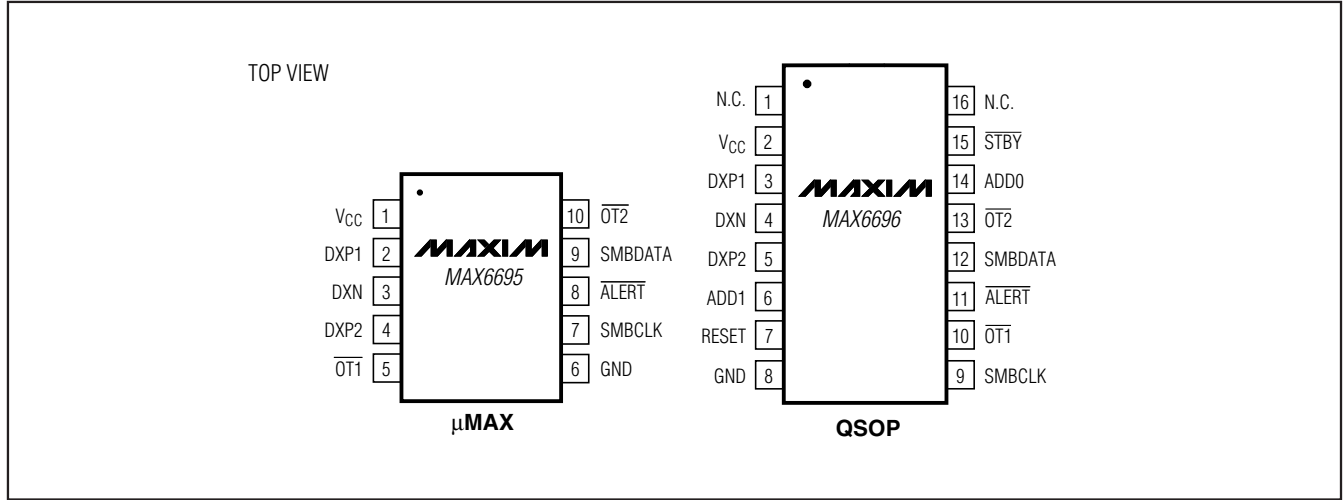 TOP VIEW
VCC 1
DXP1 2
DXN 3
DXP2 4
OT1 5
10 OT2
9 SMBDATA
8 ALERT
7 SMBCLK
6 GND
MAXIM
MAX6695
µMAX
N.C. 1
VCC 2
DXP1 3
DXN 4
DXP2 5
ADD1 6
RESET 7
GND 8
16 N.C.
15 STBY
14 ADD0
13 OT2
12 SMBDATA
11 ALERT
10 OT1
9 SMBCLK
MAXIM
MAX6696
QSOP